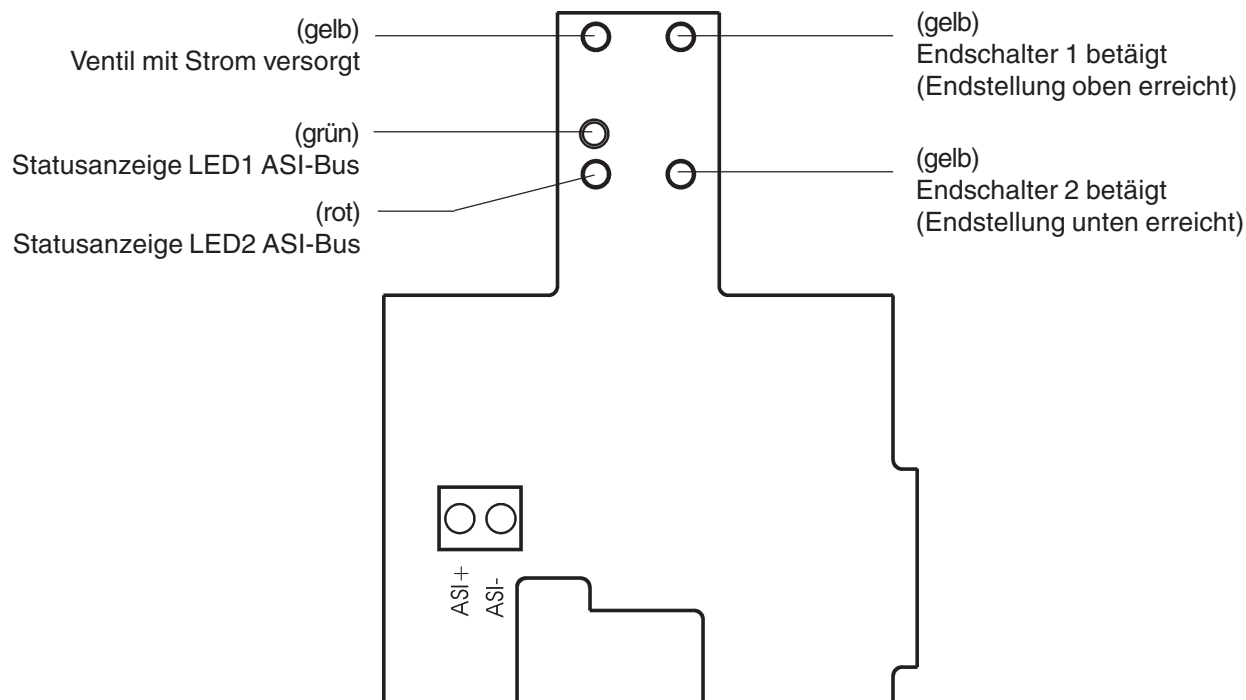 (gelb)
Ventil mit Strom versorgt
(grün)
Statusanzeige LED1 ASI-Bus
(rot)
Statusanzeige LED2 ASI-Bus
(gelb)
Endschalter 1 betäigt
(Endstellung oben erreicht)
(gelb)
Endschalter 2 betäigt
(Endstellung unten erreicht)
ASI+
ASI-